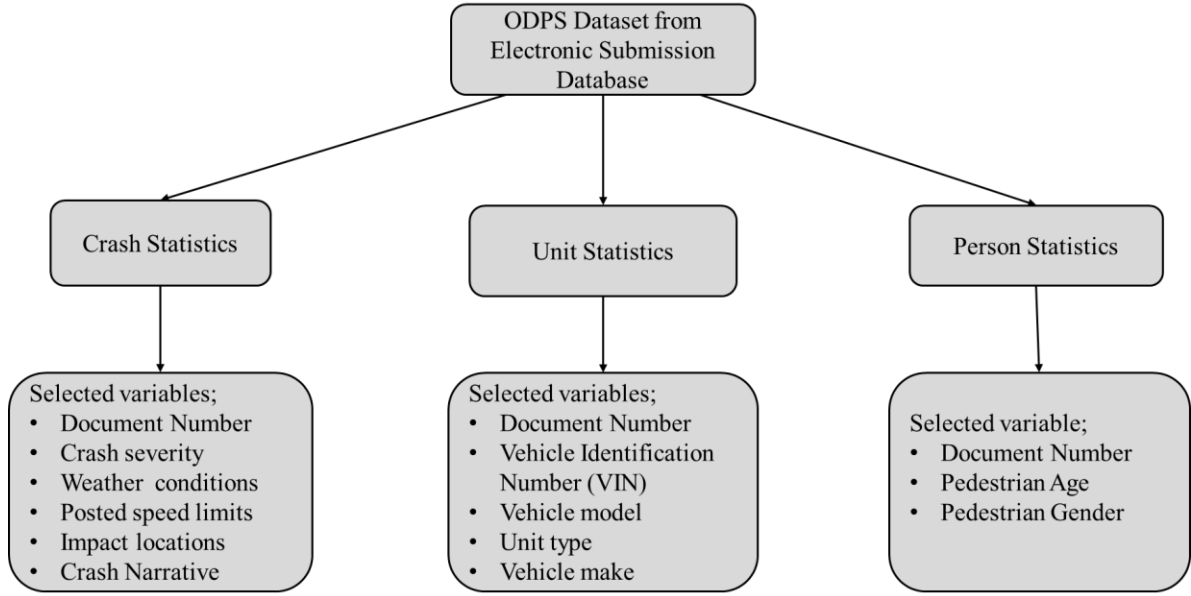 ODPS Dataset from
Electronic Submission
Database
Crash Statistics
Unit Statistics
Person Statistics
Selected variables;
• Document Number
• Crash severity
• Weather conditions
• Posted speed limits
• Impact locations
• Crash Narrative
Selected variables;
• Document Number
• Vehicle Identification
Number (VIN)
• Vehicle model
• Unit type
• Vehicle make
Selected variable;
• Document Number
• Pedestrian Age
• Pedestrian Gender